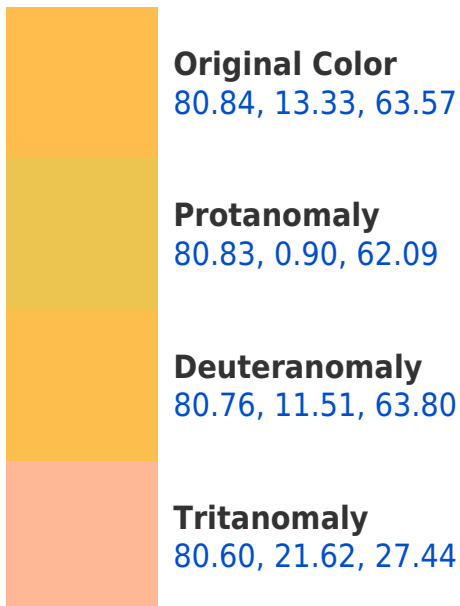 Original Color
80.84, 13.33, 63.57
Protanomaly
80.83, 0.90, 62.09
Deuteranomaly
80.76, 11.51, 63.80
Tritanomaly
80.60, 21.62, 27.44